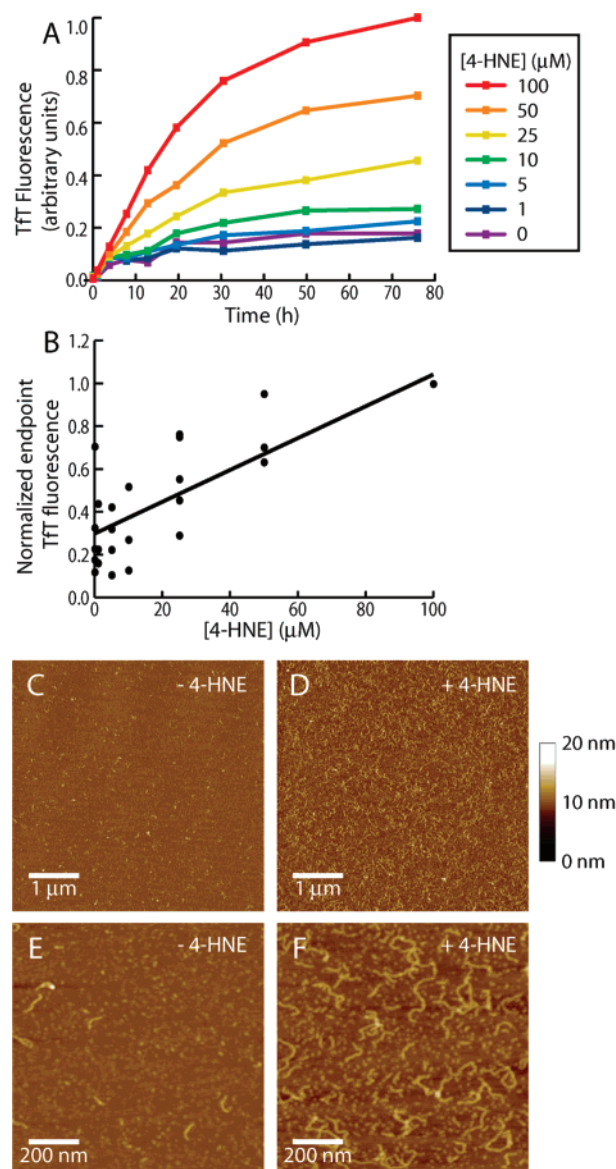 A
TfT Fluorescence
(arbitrary units)
1.0
0.8
0.6
0.4
0.2
0.0
0 10 20 30 40 50 60 70 80
Time (h)
[4-HNE] (μM)
100
50
25
10
5
1
0
B
Normalized endpoint
TfT fluorescence
1.2
1.0
0.8
0.6
0.4
0.2
0.0
0 20 40 60 80 100
[4-HNE] (μM)
C - 4-HNE
1 μm
D + 4-HNE
1 μm
20 nm
10 nm
0 nm
E - 4-HNE
200 nm
F + 4-HNE
200 nm